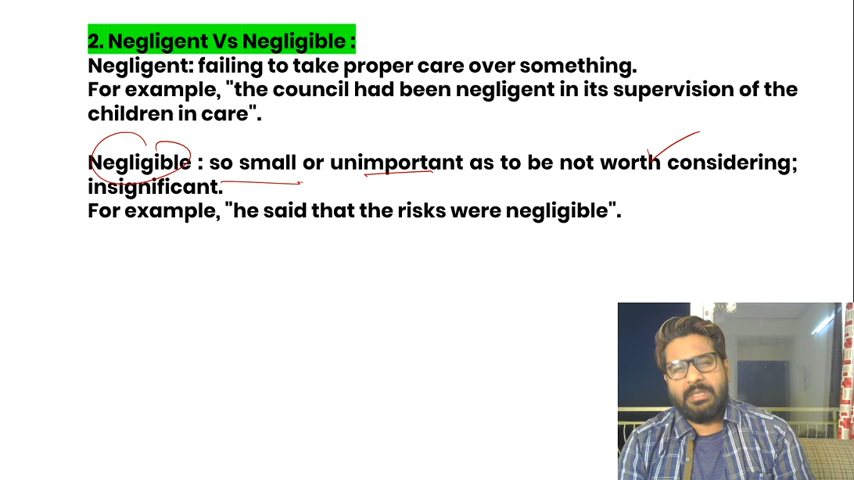 2. Negligent Vs Negligible :
Negligent: failing to take proper care over something.
For example, "the council had been negligent in its supervision of the
children in care".
Negligible : so small or unimportant as to be not worth considering;
insignificant.
For example, "he said that the risks were negligible".